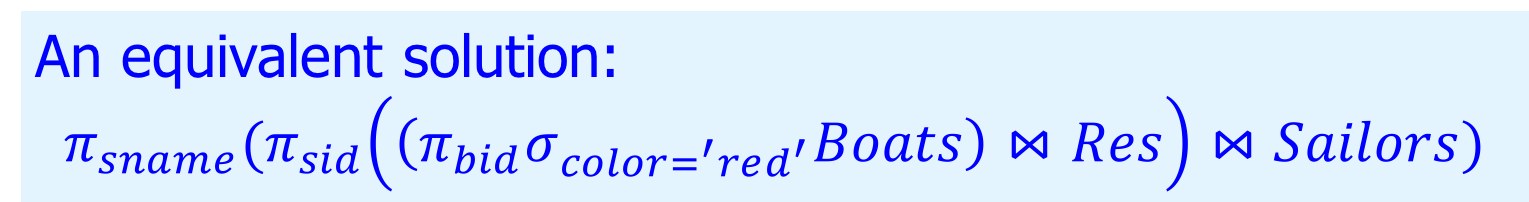 An equivalent solution:
π_sname(π_sid((π_bid σ_color='red' Boats) ⋈ Res) ⋈ Sailors)